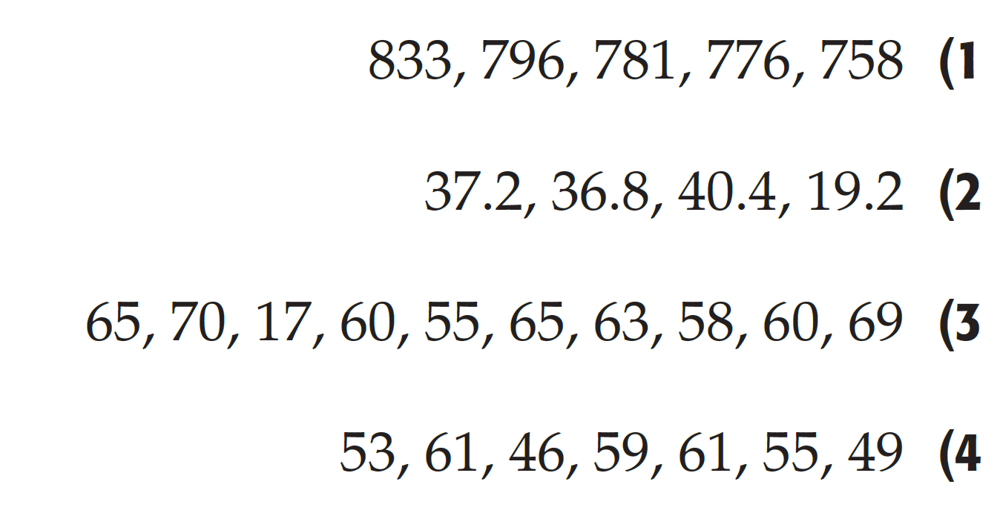 (1 833, 796, 781, 776, 758
(2 37.2, 36.8, 40.4, 19.2
(3 65, 70, 17, 60, 55, 65, 63, 58, 60, 69
(4 53, 61, 46, 59, 61, 55, 49